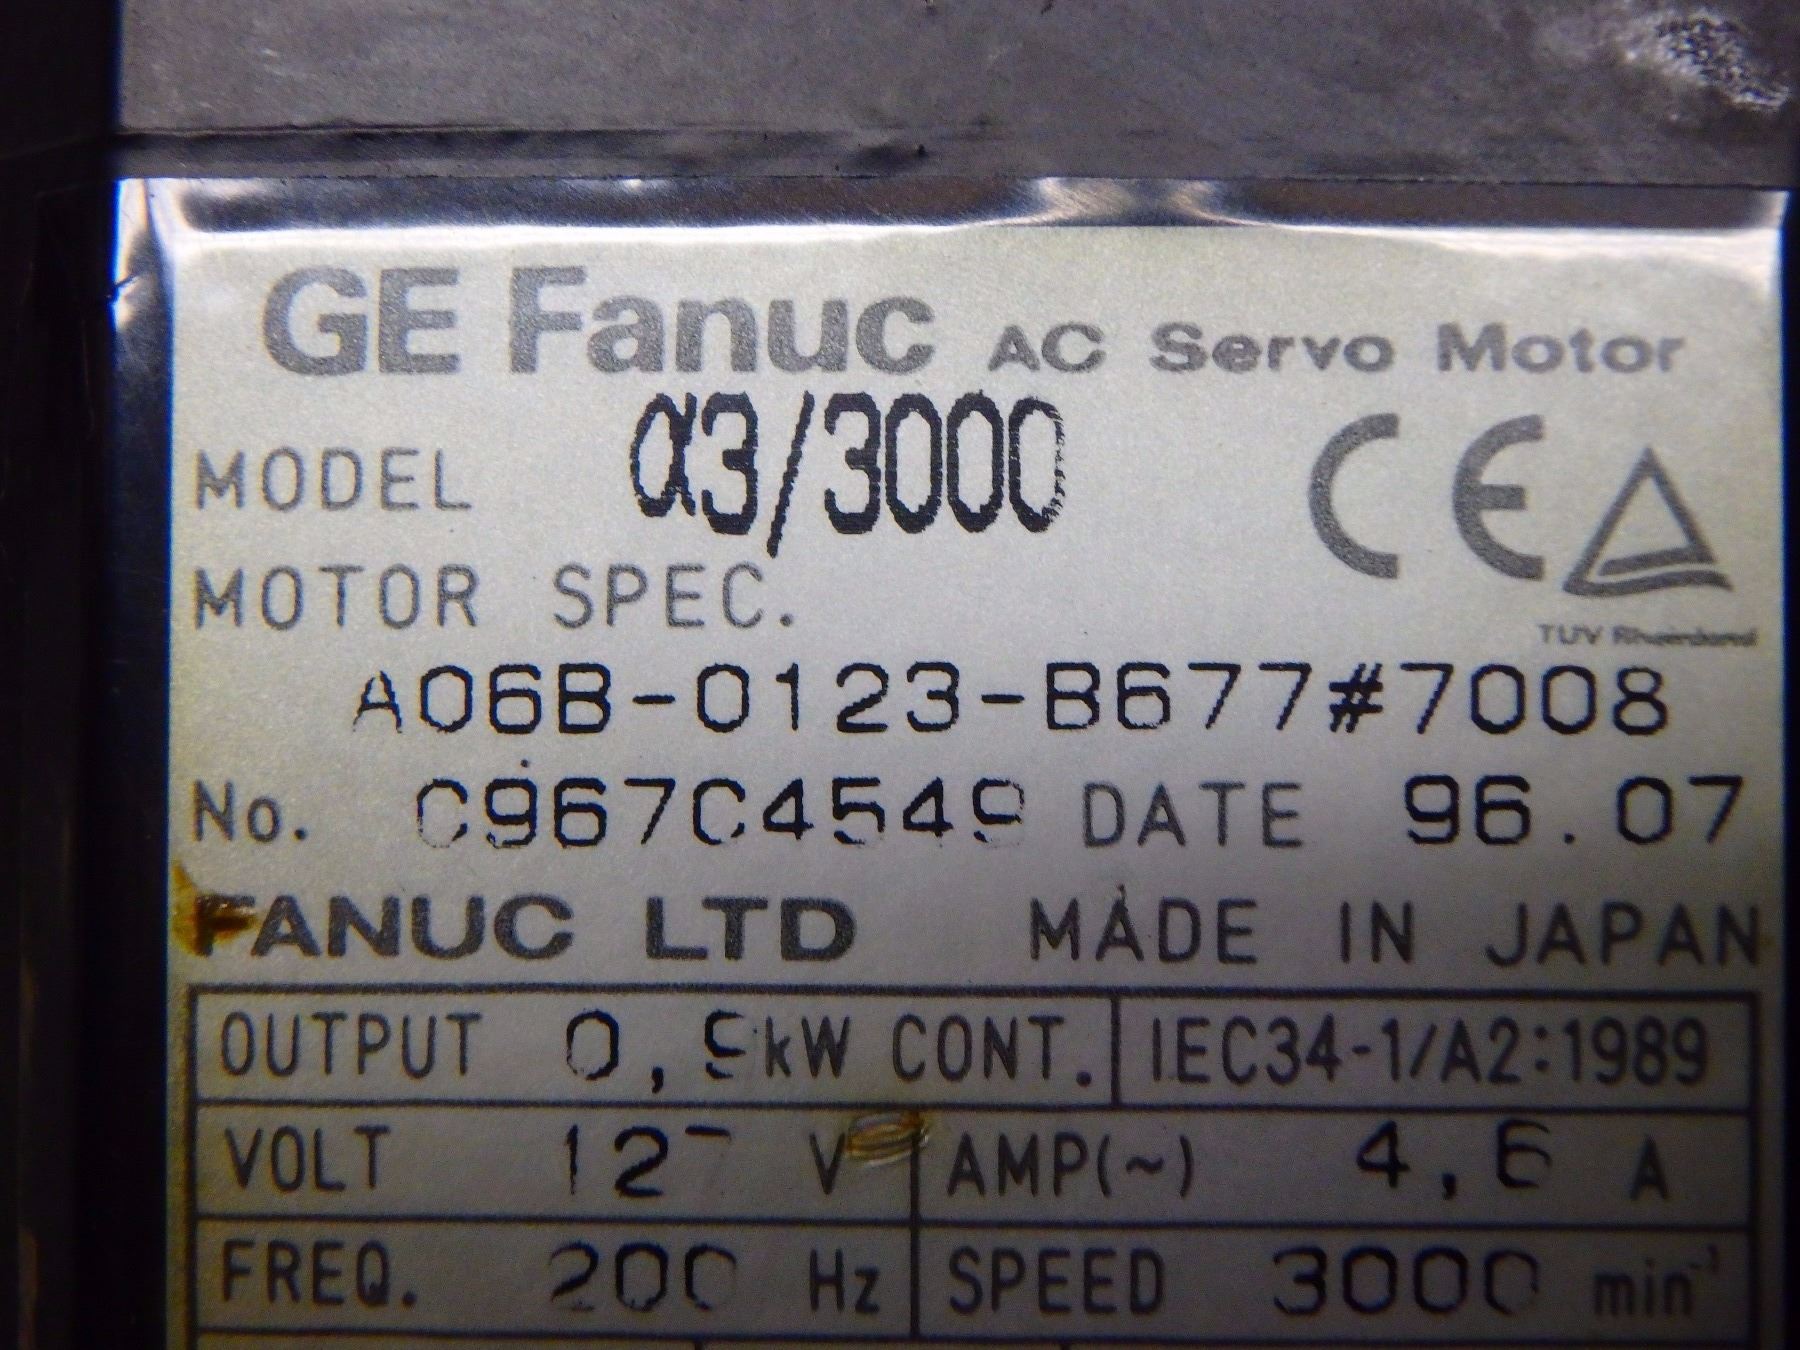 GE Fanuc AC Servo Motor
MODEL α3/3000
CE
MOTOR SPEC.
TUV Rheinland
A06B-0123-B677#7008
No. C967C4549 DATE 96.07
FANUC LTD MADE IN JAPAN
OUTPUT 0,9kW CONT. IEC34-1/A2:1989
VOLT V AMP(~) 4,6 A
FREQ. 200 Hz SPEED 3000 min⁻¹